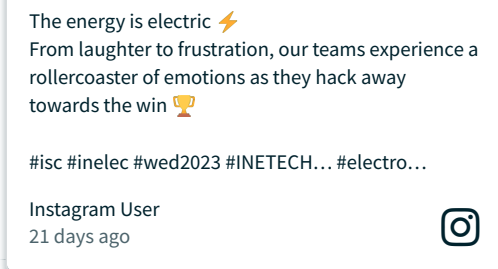 The energy is electric ⚡
From laughter to frustration, our teams experience a
rollercoaster of emotions as they hack away
towards the win 🏆
#isc #inelec #wed2023 #INETECH… #electro…
Instagram User
21 days ago